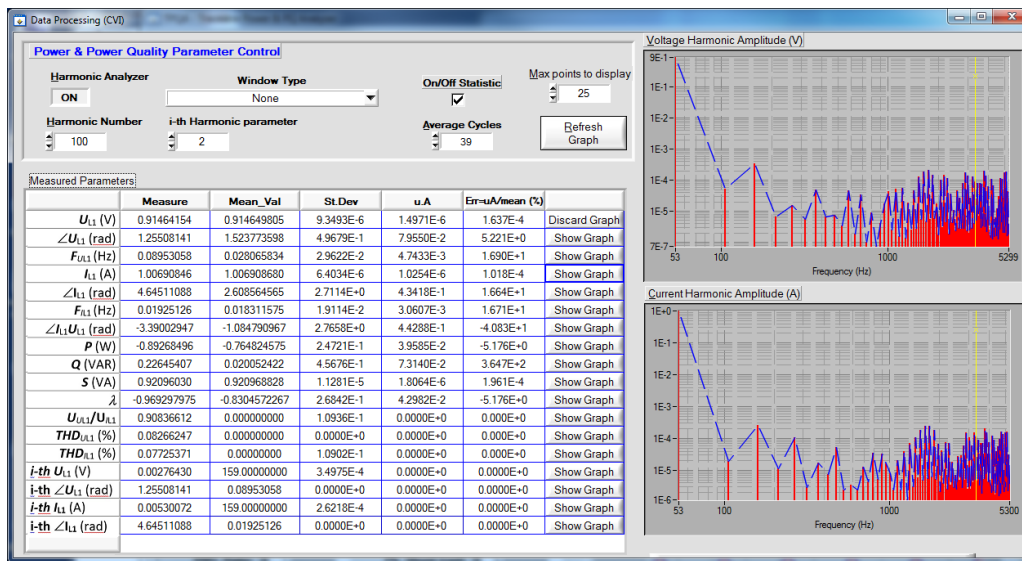 Data Processing (CVI)
Power & Power Quality Parameter Control
Harmonic Analyzer
ON
Window Type
None
On/Off Statistic
Max points to display
25
Harmonic Number
100
i-th Harmonic parameter
2
Average Cycles
39
Refresh
Graph
Measured Parameters
Measure Mean_Val St.Dev u.A Err=uA/mean (%)
UL1 (V) 0.91464154 0.914649805 9.3493E-6 1.4971E-6 1.637E-4 Discard Graph
∠UL1 (rad) 1.25508141 1.523773598 4.9679E-1 7.9550E-2 5.221E+0 Show Graph
FUL1 (Hz) 0.08953058 0.028065834 2.9622E-2 4.7433E-3 1.690E+1 Show Graph
IL1 (A) 1.00690846 1.006908680 6.4034E-6 1.0254E-6 1.018E-4 Show Graph
∠IL1 (rad) 4.64511088 2.608564565 2.7114E+0 4.3418E-1 1.664E+1 Show Graph
FIL1 (Hz) 0.01925126 0.018311575 1.9114E-2 3.0607E-3 1.671E+1 Show Graph
∠IL1UL1 (rad) -3.39002947 -1.084790967 2.7658E+0 4.4288E-1 -4.083E+1 Show Graph
P (W) -0.89268496 -0.764824575 2.4721E-1 3.9585E-2 -5.176E+0 Show Graph
Q (VAR) 0.22645407 0.020052422 4.5676E-1 7.3140E-2 3.647E+2 Show Graph
S (VA) 0.92096030 0.920968828 1.1281E-5 1.8064E-6 1.961E-4 Show Graph
λ -0.969297975 -0.8304572267 2.6842E-1 4.2982E-2 -5.176E+0 Show Graph
UUL1/UIL1 0.90836612 0.000000000 1.0936E-1 0.0000E+0 0.000E+0 Show Graph
THDUL1 (%) 0.08266247 0.000000000 0.0000E+0 0.0000E+0 0.000E+0 Show Graph
THDIL1 (%) 0.07725371 0.00000000 1.0902E-1 0.0000E+0 0.000E+0 Show Graph
i-th UL1 (V) 0.00276430 159.00000000 3.4975E-4 0.0000E+0 0.0000E+0 Show Graph
i-th ∠UL1 (rad) 1.25508141 0.08953058 0.0000E+0 0.0000E+0 0.0000E+0 Show Graph
i-th IL1 (A) 0.00530072 159.00000000 2.6218E-4 0.0000E+0 0.0000E+0 Show Graph
i-th ∠IL1 (rad) 4.64511088 0.01925126 0.0000E+0 0.0000E+0 0.0000E+0 Show Graph
Voltage Harmonic Amplitude (V)
9E-1
1E-1
1E-2
1E-3
1E-4
1E-5
7E-7
53 100 1000 5299
Frequency (Hz)
Current Harmonic Amplitude (A)
1E+0
1E-1
1E-2
1E-3
1E-4
1E-5
1E-6
53 100 1000 5300
Frequency (Hz)